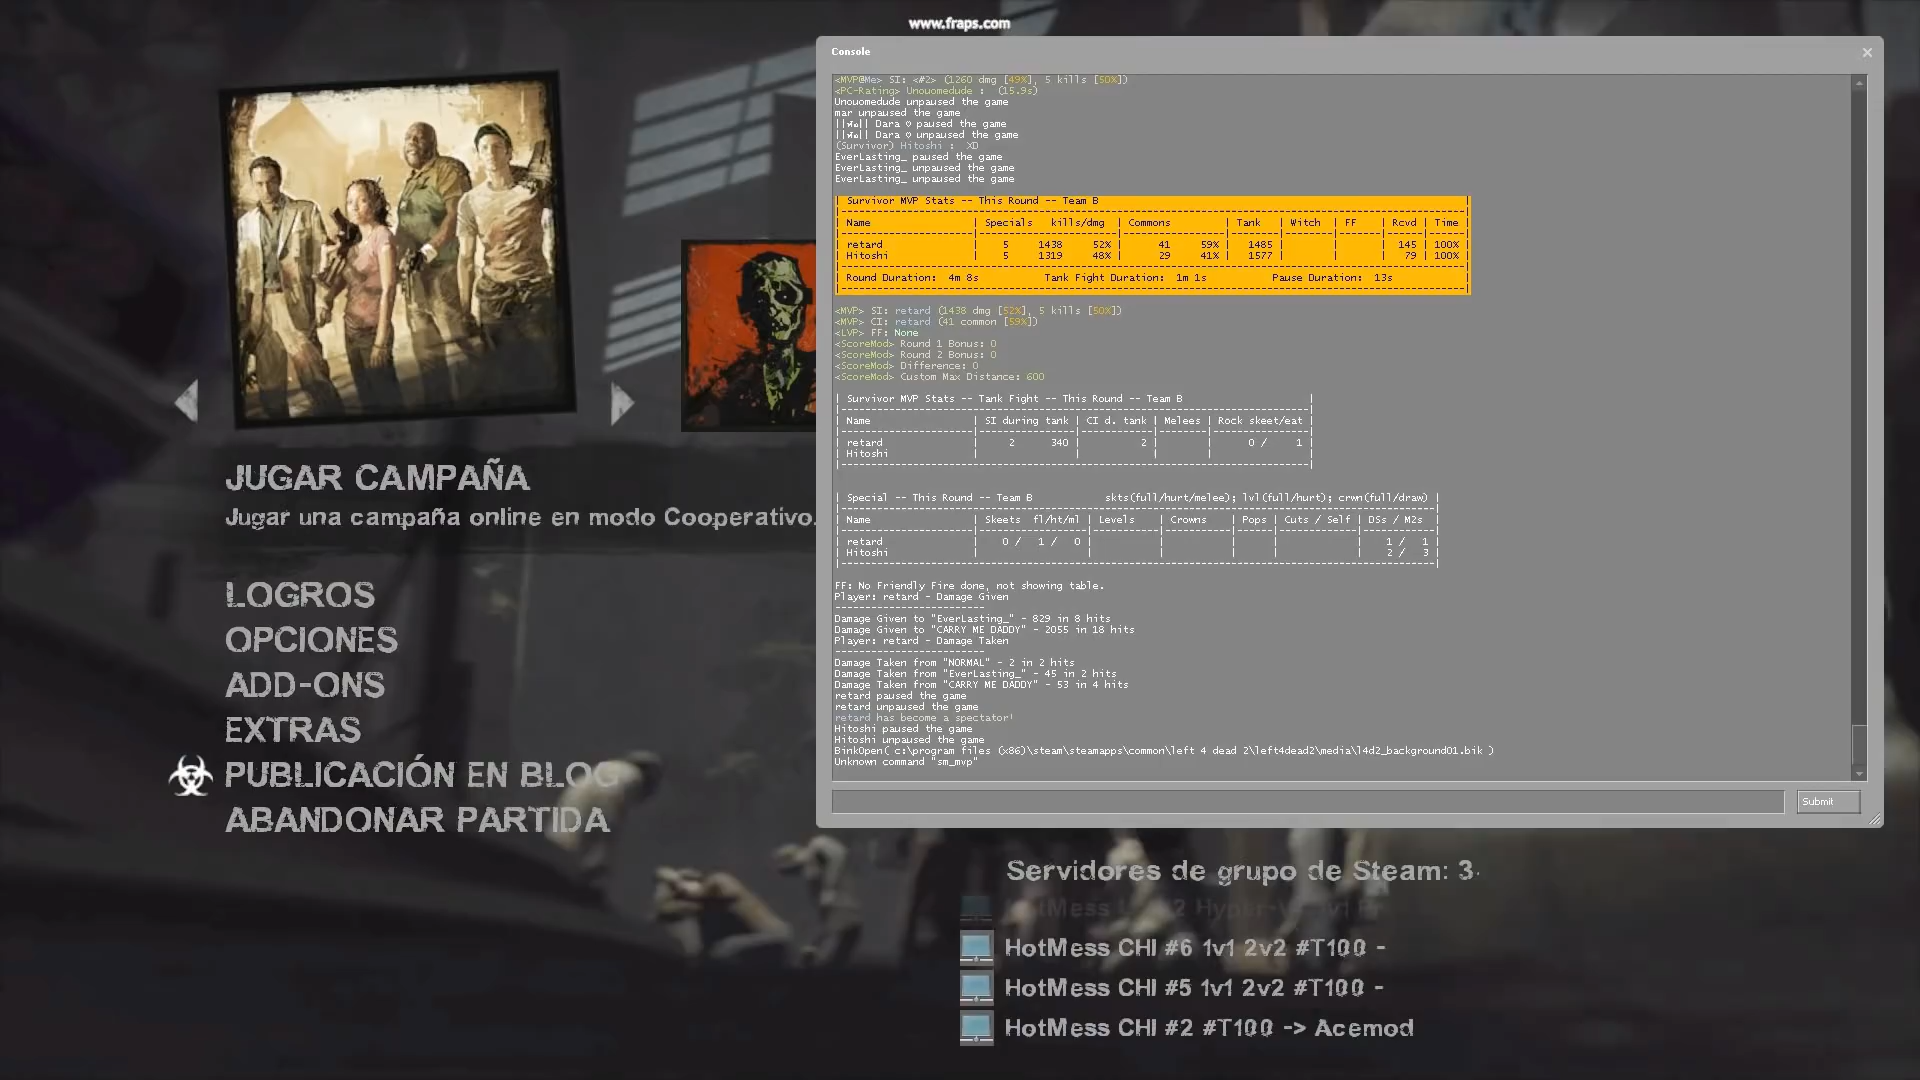 www.fraps.com
Console
<MVP@Me> SI: <#2> (1260 dmg [49%], 5 kills [50%])
<PC-Rating> Unouomedude : (15.9s)
Unouomedude unpaused the game
mar unpaused the game
Dara ♡ paused the game
Dara ♡ unpaused the game
(Survivor) Hitoshi : XD
EverLasting_ paused the game
EverLasting_ unpaused the game
EverLasting_ unpaused the game
| Survivor MVP Stats -- This Round -- Team B |
| Name | Specials kills/dmg | Commons | Tank | Witch | FF | Rcvd | Time |
| retard | 5 1438 52% | 41 59% | 1485 | | | 145 | 100% |
| Hitoshi | 5 1319 48% | 29 41% | 1577 | | | 79 | 100% |
| Round Duration: 4m 8s Tank Fight Duration: 1m 1s Pause Duration: 13s |
<MVP> SI: retard (1438 dmg [52%], 5 kills [50%])
<MVP> CI: retard (41 common [59%])
<LVP> FF: None
<ScoreMod> Round 1 Bonus: 0
<ScoreMod> Round 2 Bonus: 0
<ScoreMod> Difference: 0
<ScoreMod> Custom Max Distance: 600
| Survivor MVP Stats -- Tank Fight -- This Round -- Team B |
| Name | SI during tank | CI d. tank | Melees | Rock skeet/eat |
| retard | 2 340 | 2 | | 0 / 1 |
| Hitoshi | | | | |
| Special -- This Round -- Team B skts(full/hurt/melee); lvl(full/hurt); crwn(full/draw) |
| Name | Skeets fl/ht/ml | Levels | Crowns | Pops | Cuts / Self | DSs / M2s |
| retard | 0 / 1 / 0 | | | | | 1 / 1 |
| Hitoshi | | | | | | 2 / 3 |
FF: No Friendly Fire done, not showing table.
Player: retard - Damage Given
-------------------------
Damage Given to "EverLasting_" - 829 in 8 hits
Damage Given to "CARRY ME DADDY" - 2055 in 18 hits
Player: retard - Damage Taken
-------------------------
Damage Taken from "NORMAL" - 2 in 2 hits
Damage Taken from "EverLasting_" - 45 in 2 hits
Damage Taken from "CARRY ME DADDY" - 53 in 4 hits
retard paused the game
retard unpaused the game
retard has become a spectator!
Hitoshi paused the game
Hitoshi unpaused the game
BinkOpen( c:\program files (x86)\steam\steamapps\common\left 4 dead 2\left4dead2\media\l4d2_background01.bik )
Unknown command "sm_mvp"
Submit
JUGAR CAMPAÑA
Jugar una campaña online en modo Cooperativo.
LOGROS
OPCIONES
ADD-ONS
EXTRAS
PUBLICACIÓN EN BLOG
ABANDONAR PARTIDA
Servidores de grupo de Steam: 3
HotMess CHI #6 1v1 2v2 #T100 -
HotMess CHI #5 1v1 2v2 #T100 -
HotMess CHI #2 #T100 -> Acemod